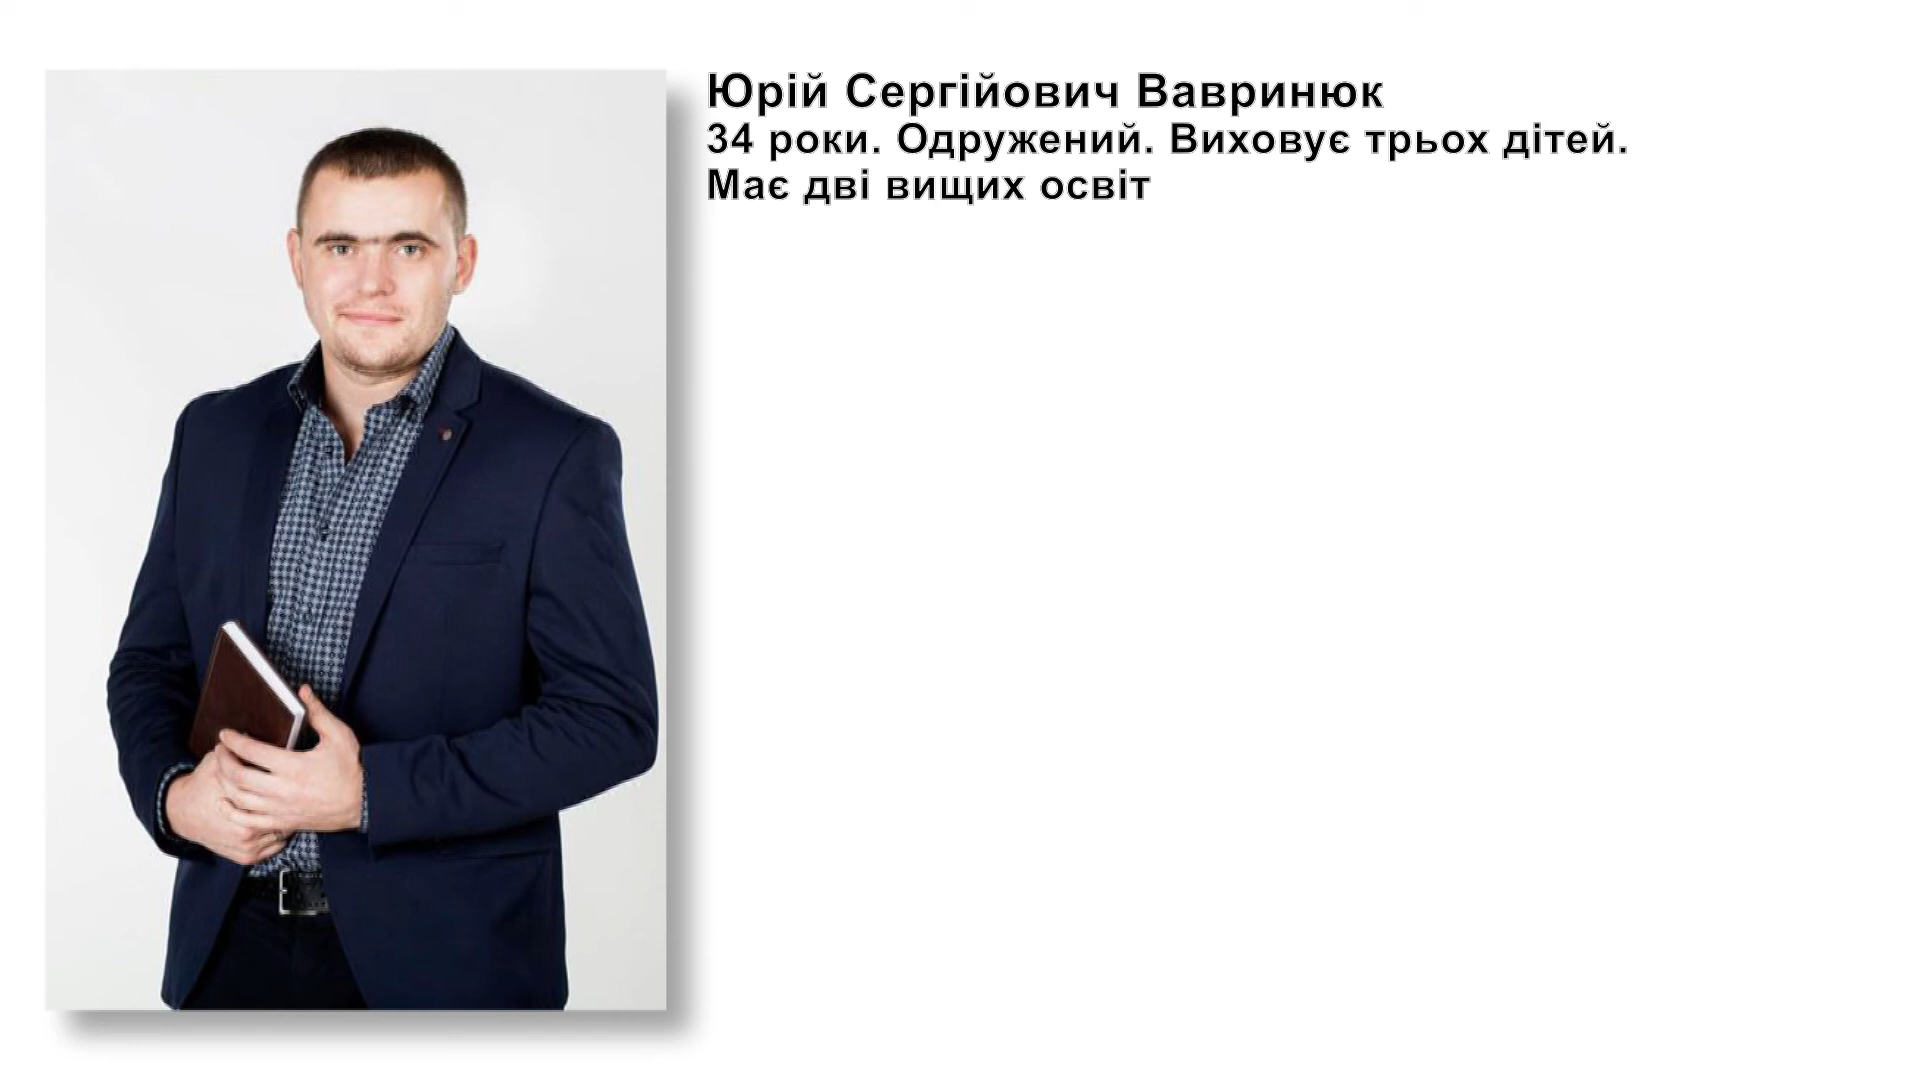 Юрій Сергійович Вавринюк
34 роки. Одружений. Виховує трьох дітей.
Має дві вищих освіт